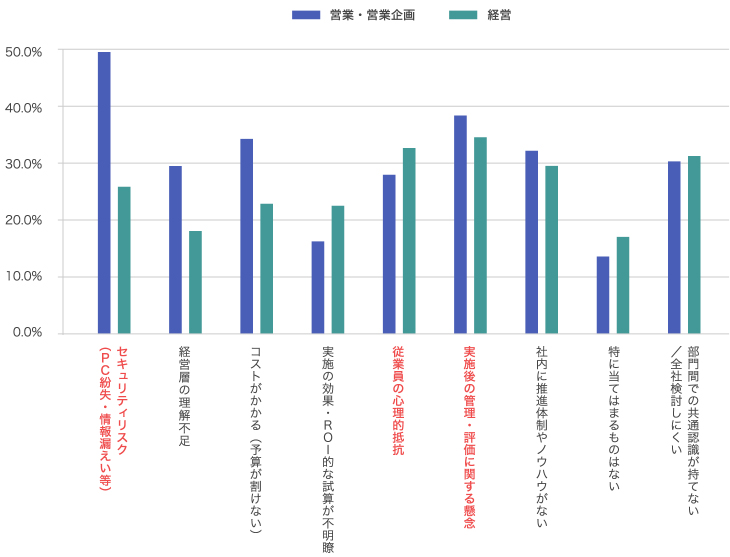 営業・営業企画
経営
50.0%
40.0%
30.0%
20.0%
10.0%
0.0%
セキュリティリスク
（PC紛失・情報漏えい等）
経営層の理解不足
コストがかかる（予算が割けない）
実施の効果・ROI的な試算が不明瞭
従業員の心理的抵抗
実施後の管理・評価に関する懸念
社内に推進体制やノウハウがない
特に当てはまるものはない
部門間での共通認識が持てない
／全社検討しにくい